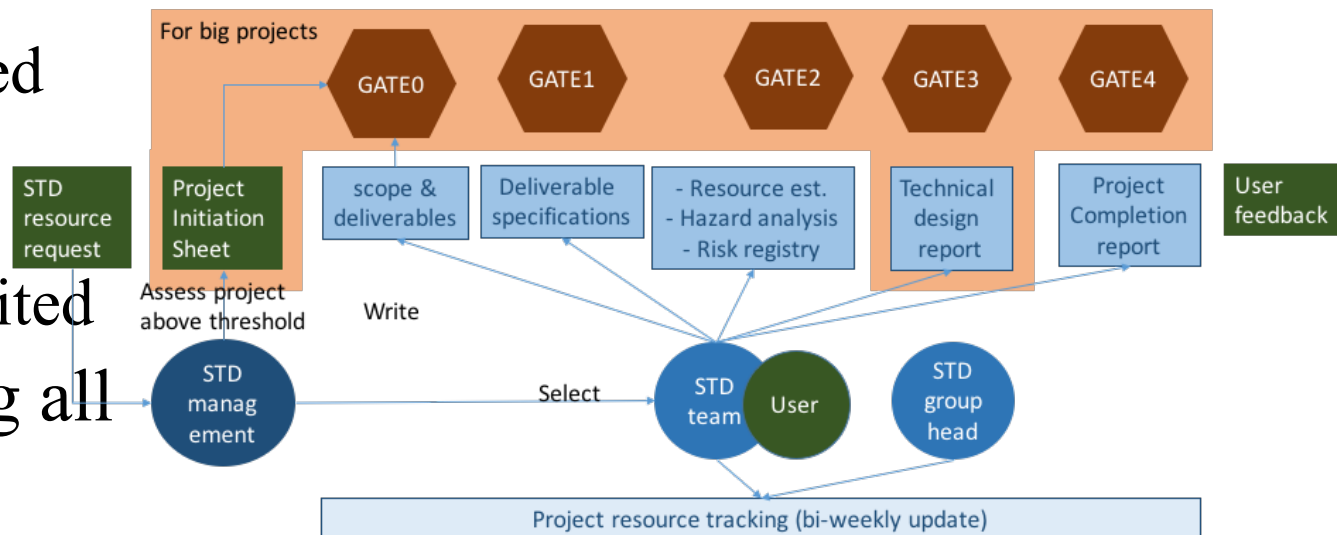 For big projects
GATE0
GATE1
GATE2
GATE3
GATE4
ed
STD
resource
request
Project
Initiation
Sheet
scope &
deliverables
Deliverable
specifications
- Resource est.
- Hazard analysis
- Risk registry
Technical
design
report
Project
Completion
report
User
feedback
ited
Assess project
above threshold
Write
g all
STD
manag
ement
Select
STD
team
User
STD
group
head
Project resource tracking (bi-weekly update)